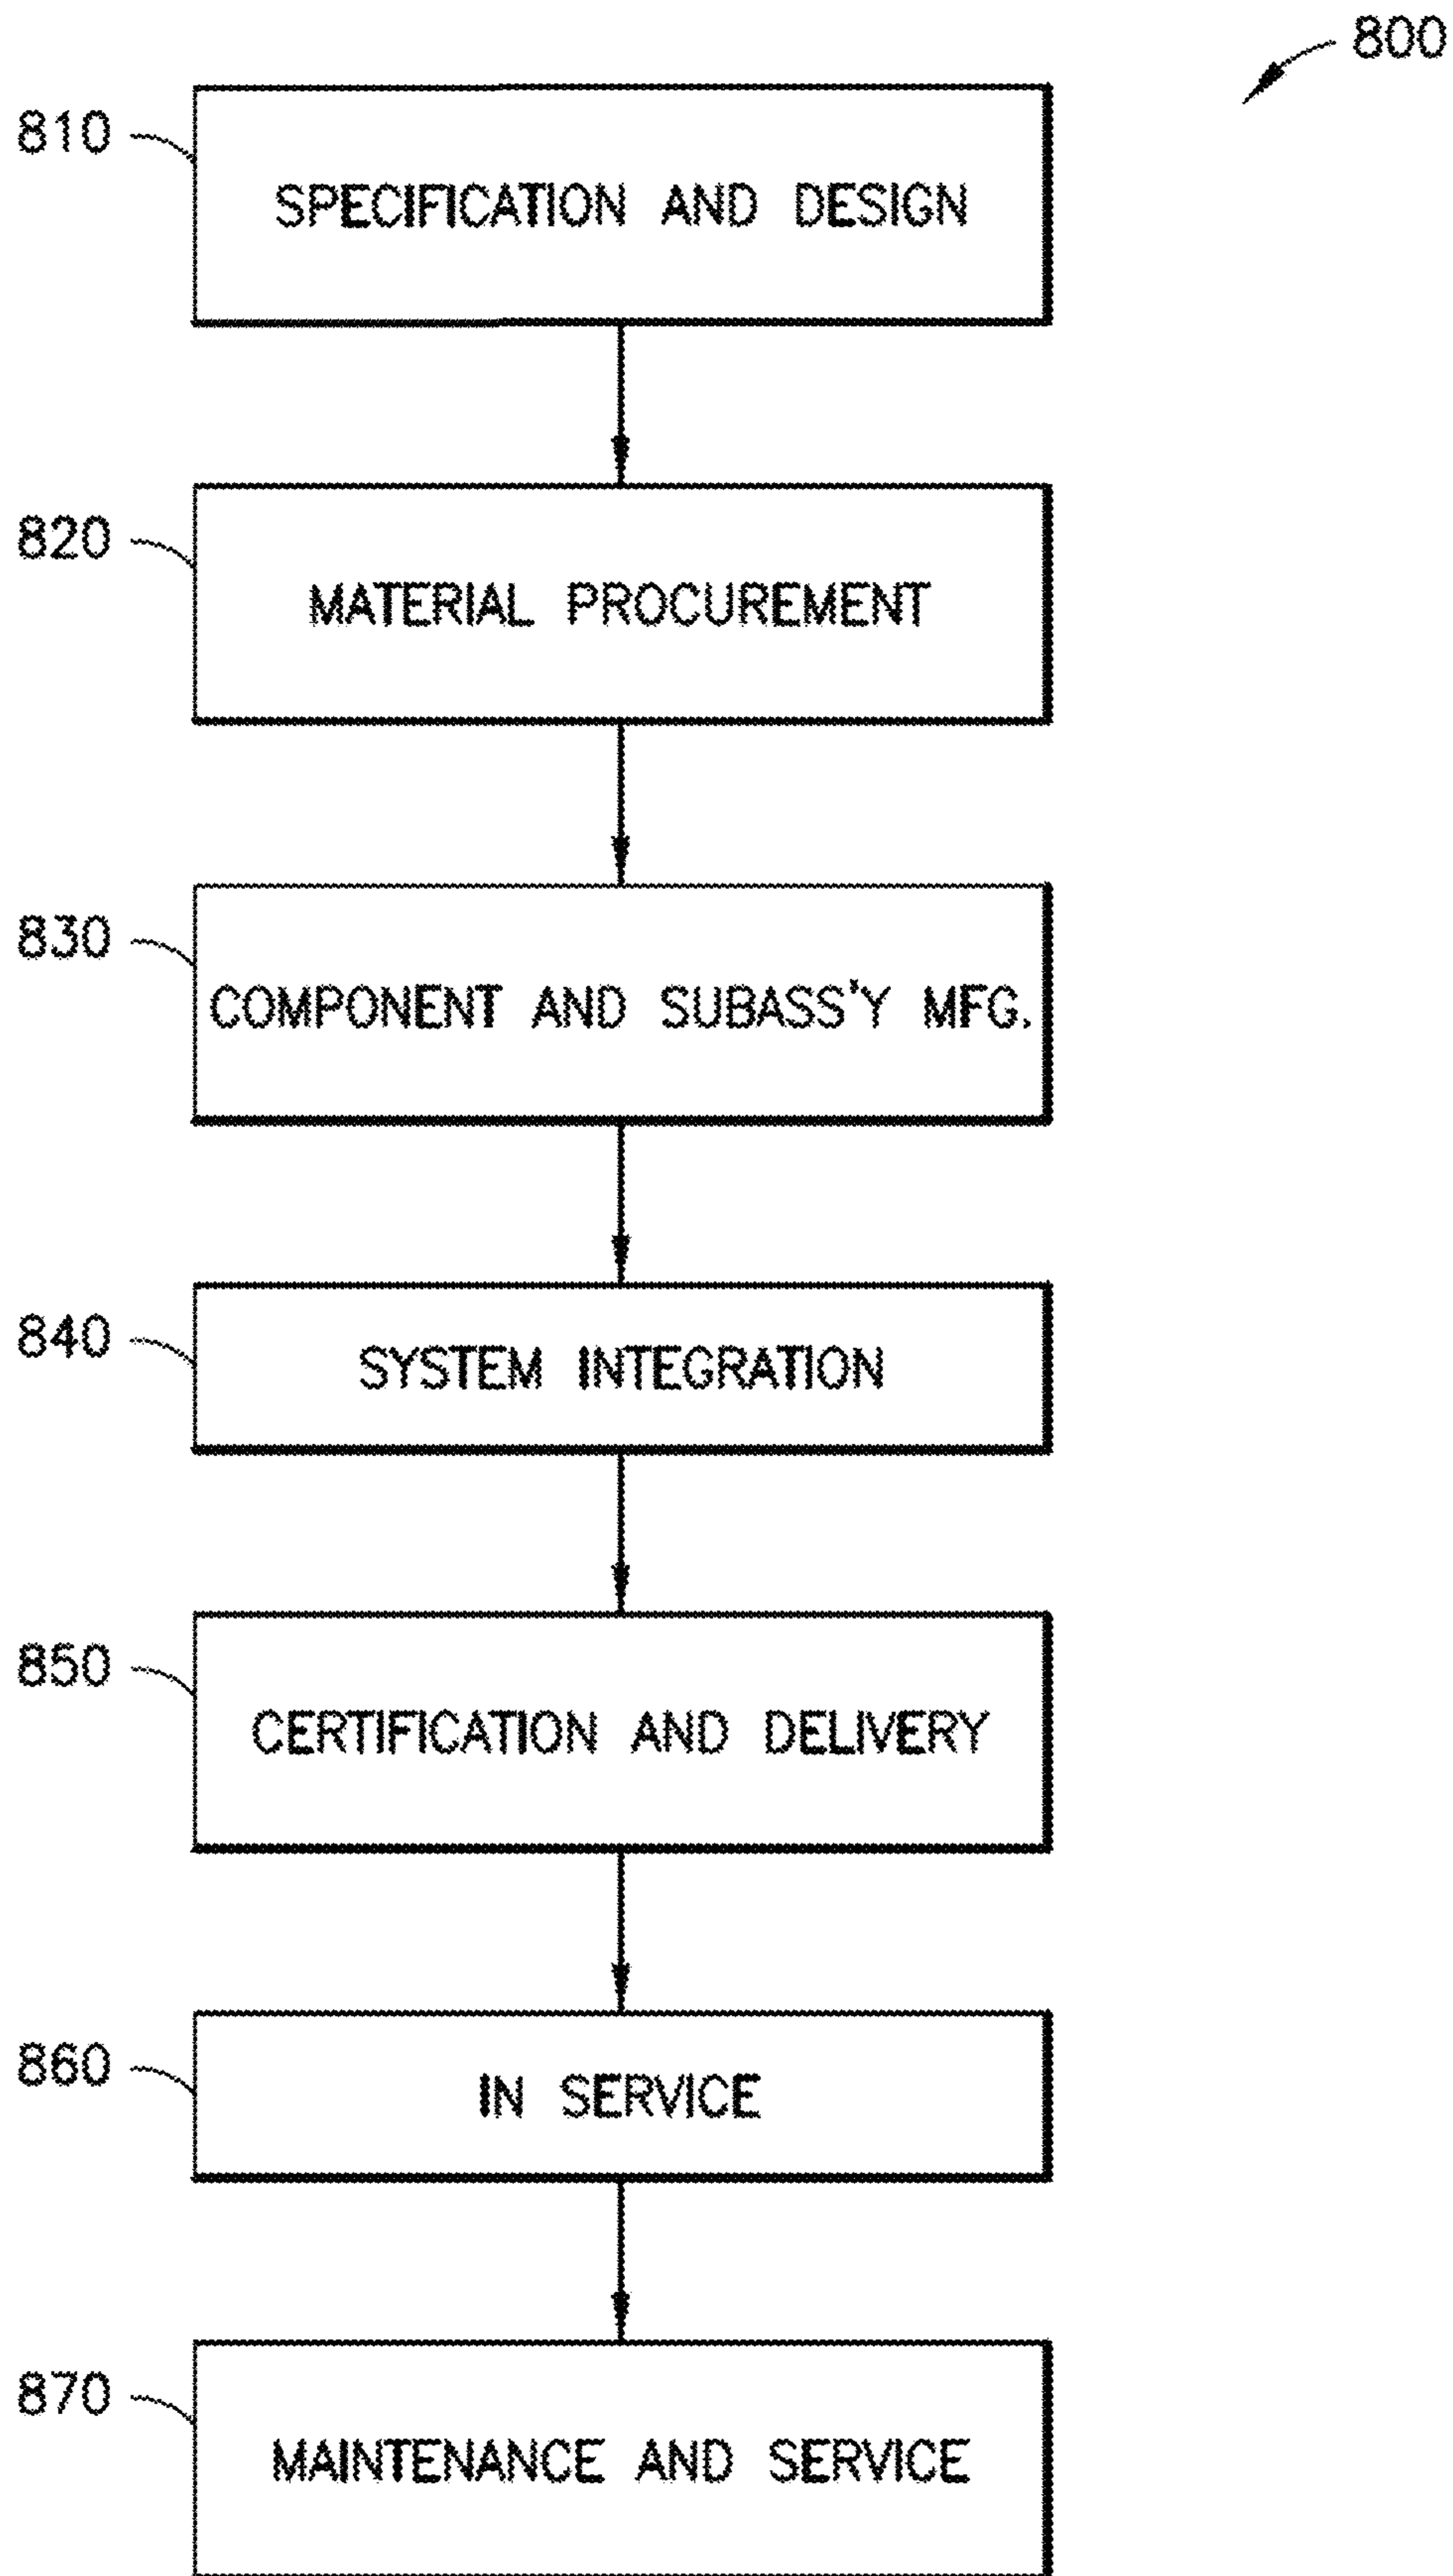 800
810
SPECIFICATION AND DESIGN
820
MATERIAL PROCUREMENT
830
COMPONENT AND SUBASS'Y MFG.
840
SYSTEM INTEGRATION
850
CERTIFICATION AND DELIVERY
860
IN SERVICE
870
MAINTENANCE AND SERVICE